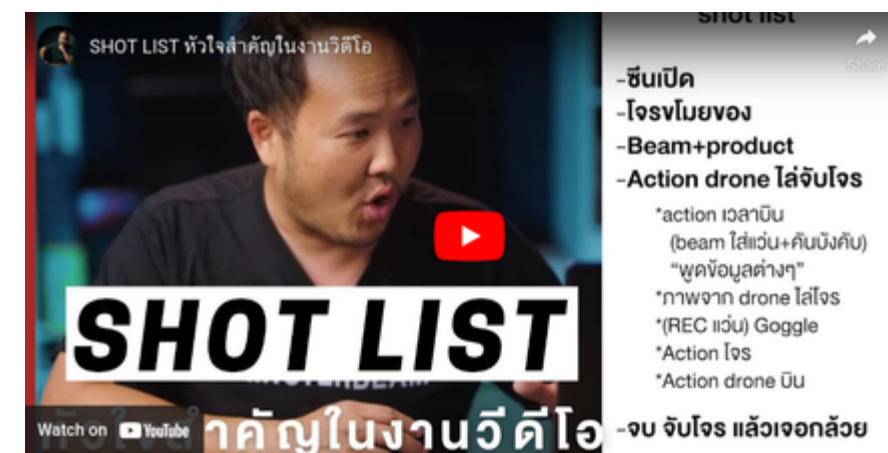 SHOT LIST หัวใจสำคัญในงานวิดีโอ
Share
SHOT LIST
Watch on YouTube
สำคัญในงานวีดีโอ
shot list
-ซีนเปิด
-โจรขโมยของ
-Beam+product
-Action drone ไล่จับโจร
*action เวลาบิน
(beam ใส่แว่น+คันบังคับ)
“พูดข้อมูลต่างๆ”
*ภาพจาก drone ไล่โจร
*(REC แว่น) Goggle
*Action โจร
*Action drone บิน
-จบ จับโจร แล้วเจอกล้วย